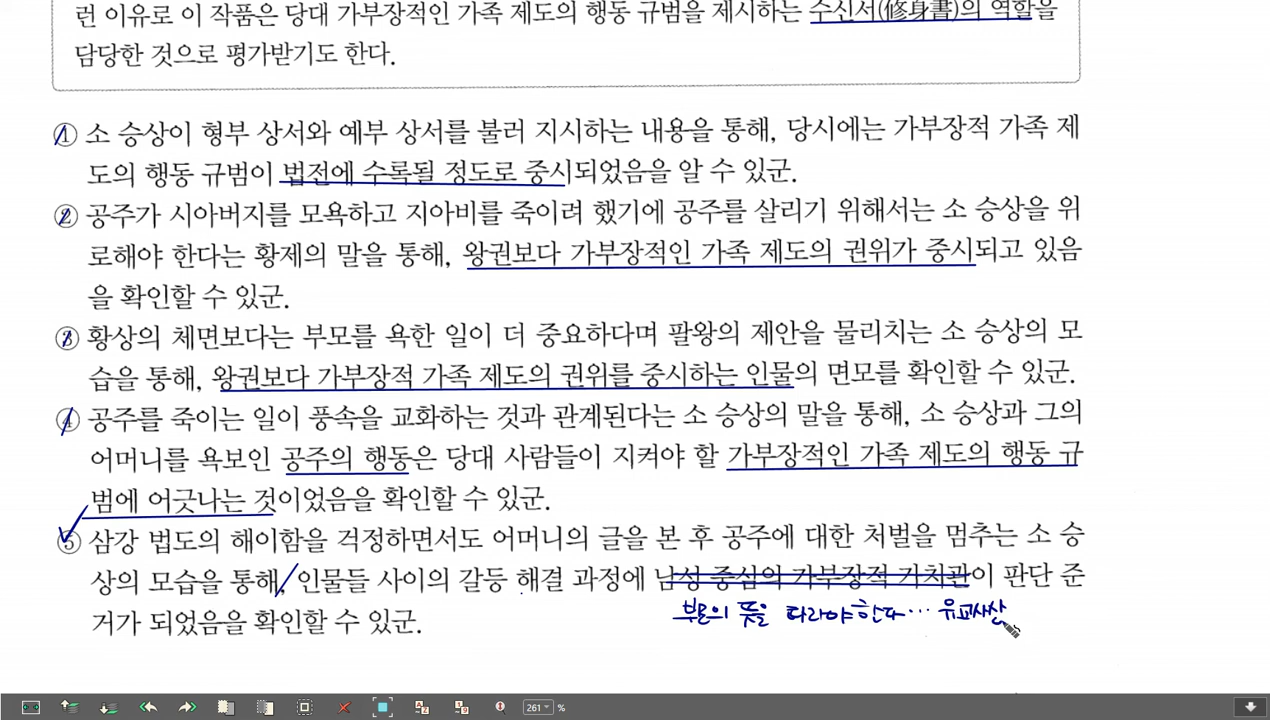 런 이유로 이 작품은 당대 가부장적인 가족 제도의 행동 규범을 제시하는 수신서(修身書)의 역할을
담당한 것으로 평가받기도 한다.
① 소 승상이 형부 상서와 예부 상서를 불러 지시하는 내용을 통해, 당시에는 가부장적 가족 제
도의 행동 규범이 법전에 수록될 정도로 중시되었음을 알 수 있군.
② 공주가 시아버지를 모욕하고 지아비를 죽이려 했기에 공주를 살리기 위해서는 소 승상을 위
로해야 한다는 황제의 말을 통해, 왕권보다 가부장적인 가족 제도의 권위가 중시되고 있음
을 확인할 수 있군.
③ 황상의 체면보다는 부모를 욕한 일이 더 중요하다며 팔왕의 제안을 물리치는 소 승상의 모
습을 통해, 왕권보다 가부장적 가족 제도의 권위를 중시하는 인물의 면모를 확인할 수 있군.
④ 공주를 죽이는 일이 풍속을 교화하는 것과 관계된다는 소 승상의 말을 통해, 소 승상과 그의
어머니를 욕보인 공주의 행동은 당대 사람들이 지켜야 할 가부장적인 가족 제도의 행동 규
범에 어긋나는 것이었음을 확인할 수 있군.
⑤ 삼강 법도의 해이함을 걱정하면서도 어머니의 글을 본 후 공주에 대한 처벌을 멈추는 소 승
상의 모습을 통해, 인물들 사이의 갈등 해결 과정에 남성 중심의 가부장적 가치관이 판단 준
거가 되었음을 확인할 수 있군.
부모의 뜻을 따라야 한다… 유교사상
261 %